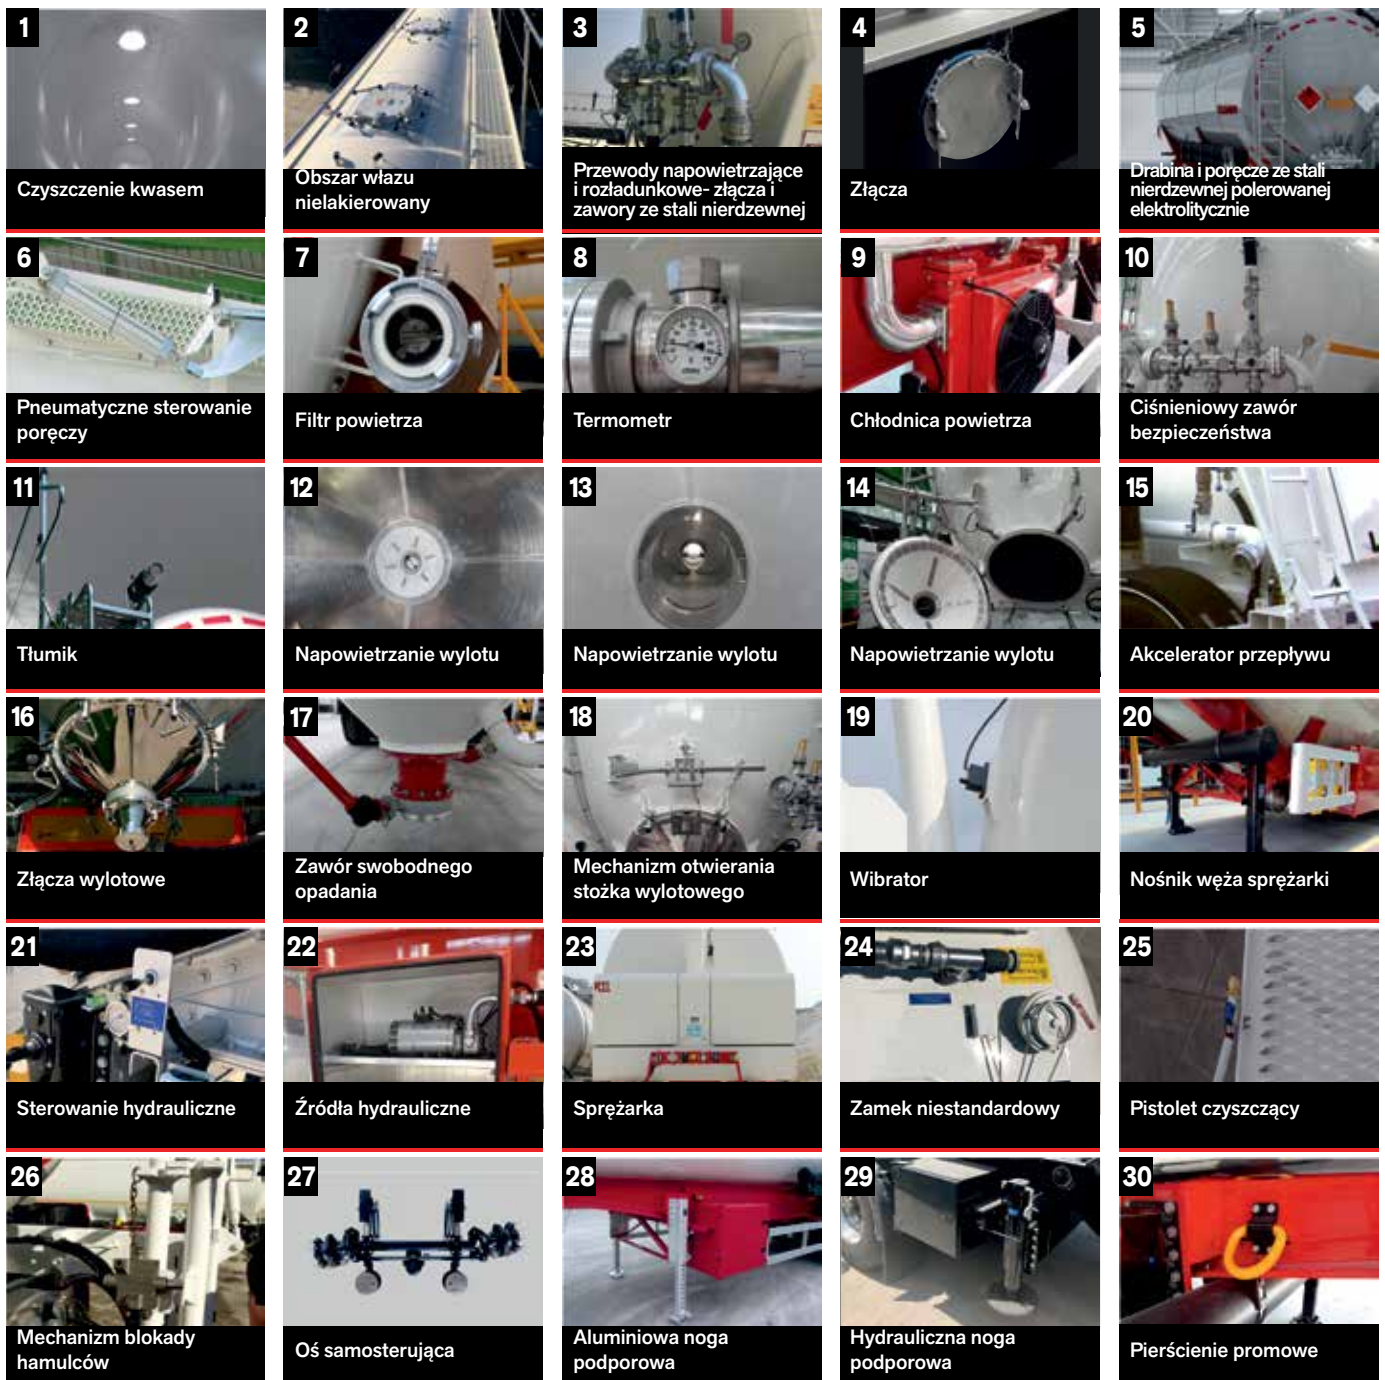 1
Czyszczenie kwasem
2
Obszar włazu
nielakierowany
3
Przewody napowietrzające
i rozładunkowe- złącza i
zawory ze stali nierdzewnej
4
Złącza
5
Drabina i poręcze ze stali
nierdzewnej polerowanej
elektrolitycznie
6
Pneumatyczne sterowanie
poręczy
7
Filtr powietrza
8
Termometr
9
Chłodnica powietrza
10
Ciśnieniowy zawór
bezpieczeństwa
11
Tłumik
12
Napowietrzanie wylotu
13
Napowietrzanie wylotu
14
Napowietrzanie wylotu
15
Akcelerator przepływu
16
Złącza wylotowe
17
Zawór swobodnego
opadania
18
Mechanizm otwierania
stożka wylotowego
19
Wibrator
20
Nośnik węża sprężarki
21
Sterowanie hydrauliczne
22
Źródła hydrauliczne
23
Sprężarka
24
Zamek niestandardowy
25
Pistolet czyszczący
26
Mechanizm blokady
hamulców
27
Oś samosterująca
28
Aluminiowa noga
podporowa
29
Hydrauliczna noga
podporowa
30
Pierścienie promowe